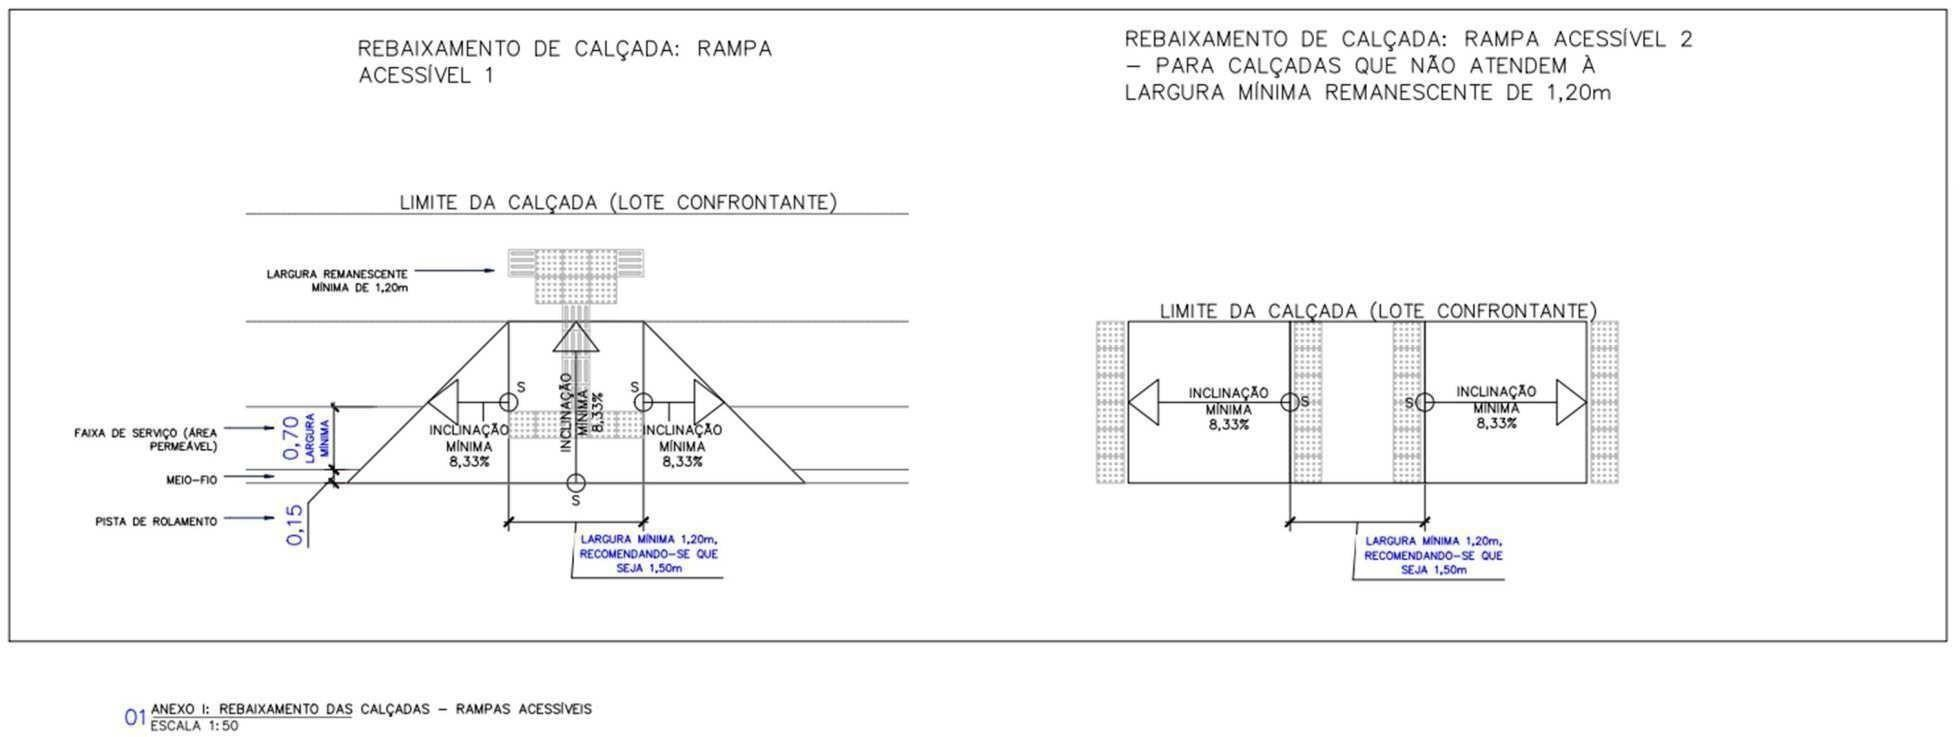 REBAIXAMENTO DE CALÇADA: RAMPA
ACESSÍVEL 1
LIMITE DA CALÇADA (LOTE CONFRONTANTE)
LARGURA REMANESCENTE
MÍNIMA DE 1,20m
S
S
INCLINAÇÃO
MÍNIMA
8,33%
INCLINAÇÃO
MÍNIMA
8,33%
INCLINAÇÃO
MÍNIMA
8,33%
S
0,70
LARGURA
MÍNIMA
FAIXA DE SERVIÇO (ÁREA
PERMEÁVEL)
MEIO-FIO
PISTA DE ROLAMENTO
0,15
LARGURA MÍNIMA 1,20m,
RECOMENDANDO-SE QUE
SEJA 1,50m
REBAIXAMENTO DE CALÇADA: RAMPA ACESSÍVEL 2
– PARA CALÇADAS QUE NÃO ATENDEM À
LARGURA MÍNIMA REMANESCENTE DE 1,20m
LIMITE DA CALÇADA (LOTE CONFRONTANTE)
INCLINAÇÃO
MÍNIMA
8,33%
S
S
INCLINAÇÃO
MÍNIMA
8,33%
LARGURA MÍNIMA 1,20m,
RECOMENDANDO-SE QUE
SEJA 1,50m
01 ANEXO I: REBAIXAMENTO DAS CALÇADAS – RAMPAS ACESSÍVEIS
ESCALA 1:50